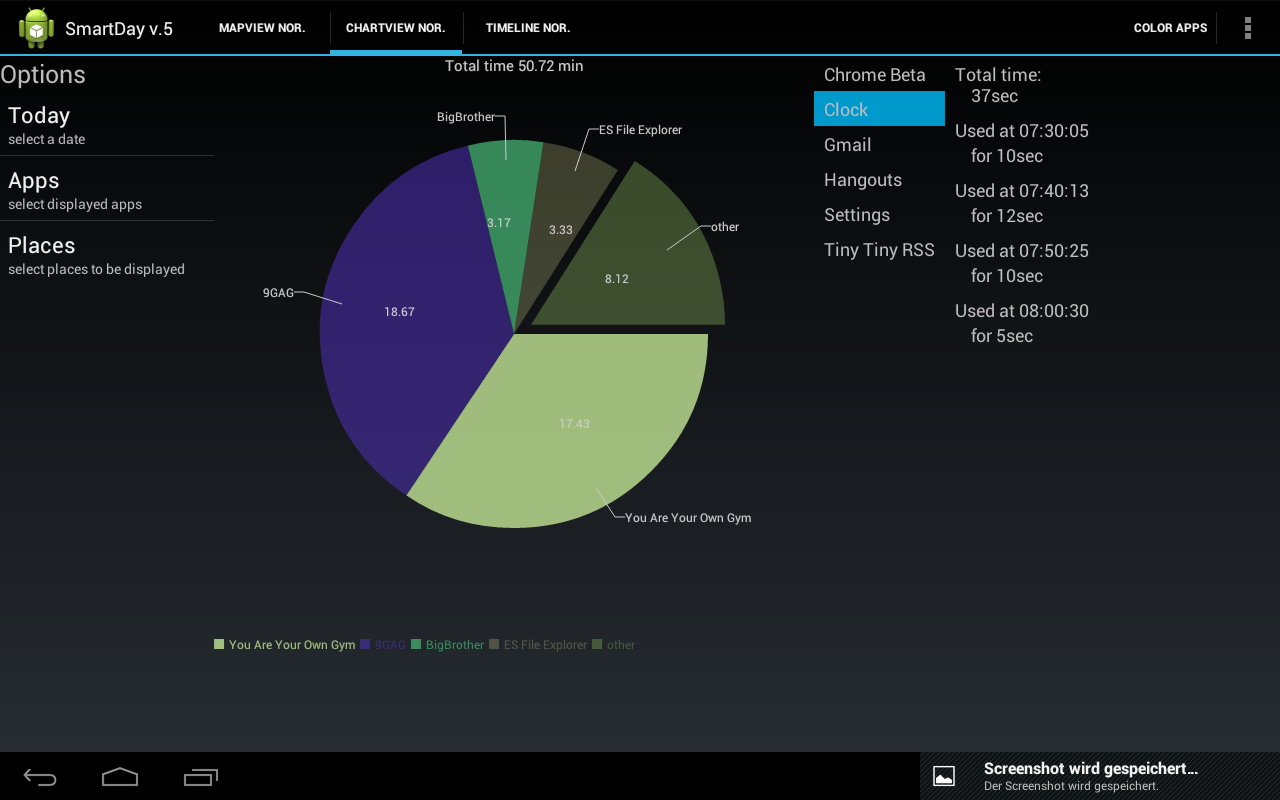 SmartDay v.5
MAPVIEW NOR.
CHARTVIEW NOR.
TIMELINE NOR.
COLOR APPS
Options
Today
select a date
Apps
select displayed apps
Places
select places to be displayed
Total time 50.72 min
BigBrother
ES File Explorer
other
9GAG
You Are Your Own Gym
3.17
3.33
8.12
18.67
17.43
You Are Your Own Gym 9GAG BigBrother ES File Explorer other
Chrome Beta
Clock
Gmail
Hangouts
Settings
Tiny Tiny RSS
Total time:
37sec
Used at 07:30:05
for 10sec
Used at 07:40:13
for 12sec
Used at 07:50:25
for 10sec
Used at 08:00:30
for 5sec
Screenshot wird gespeichert...
Der Screenshot wird gespeichert.